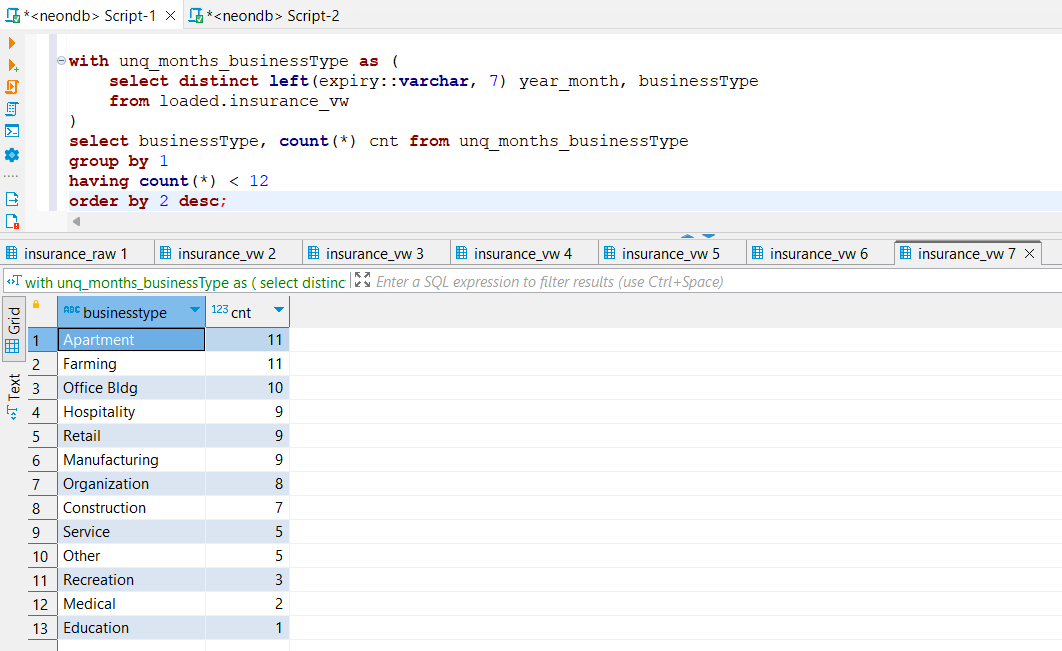 *<neondb> Script-1 *<neondb> Script-2
with unq_months_businessType as (
select distinct left(expiry::varchar, 7) year_month, businessType
from loaded.insurance_vw
)
select businessType, count(*) cnt from unq_months_businessType
group by 1
having count(*) < 12
order by 2 desc;
insurance_raw 1 insurance_vw 2 insurance_vw 3 insurance_vw 4 insurance_vw 5 insurance_vw 6 insurance_vw 7
with unq_months_businessType as ( select distinc Enter a SQL expression to filter results (use Ctrl+Space)
Grid
Text
ABC businesstype 123 cnt
1 Apartment 11
2 Farming 11
3 Office Bldg 10
4 Hospitality 9
5 Retail 9
6 Manufacturing 9
7 Organization 8
8 Construction 7
9 Service 5
10 Other 5
11 Recreation 3
12 Medical 2
13 Education 1